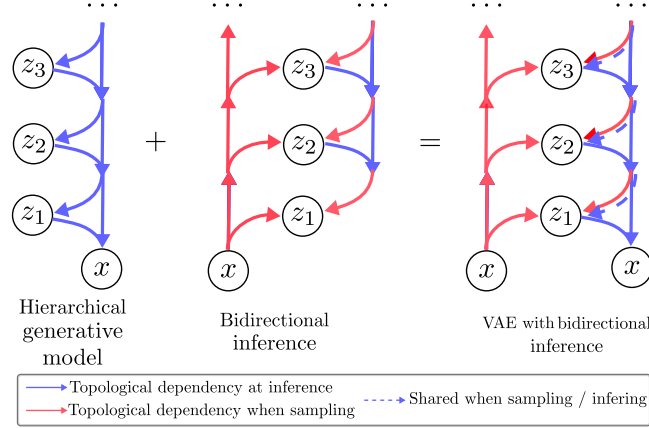 ... ... ... ... ...
z3 z3 z3
z2 + z2 = z2
z1 z1 z1
x x x x
Hierarchical
generative
model
Bidirectional
inference
VAE with bidirectional
inference
Topological dependency at inference
Topological dependency when sampling
Shared when sampling / infering